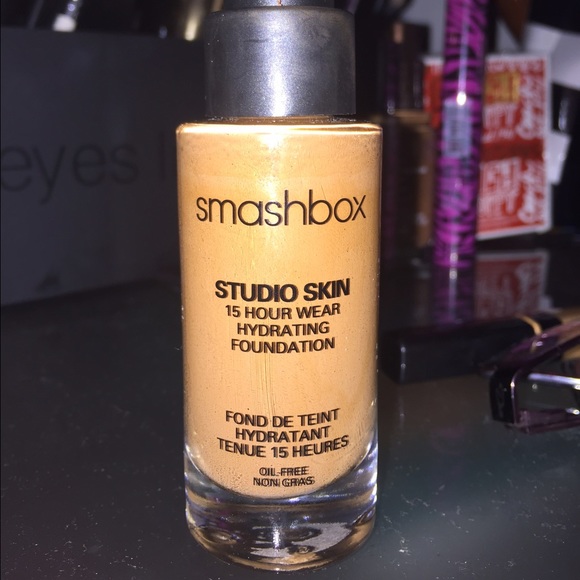 eyes
smashbox
STUDIO SKIN
15 HOUR WEAR
HYDRATING
FOUNDATION
FOND DE TEINT
HYDRATANT
TENUE 15 HEURES
OIL-FREE
NON GRAS